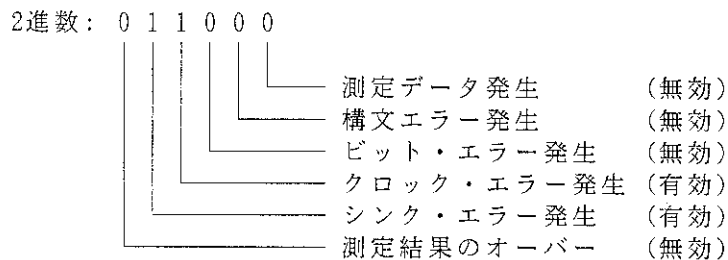 2進数: 0 1 1 0 0 0
測定データ発生 (無効)
構文エラー発生 (無効)
ビット・エラー発生 (無効)
クロック・エラー発生 (有効)
シンク・エラー発生 (有効)
測定結果のオーバー (無効)